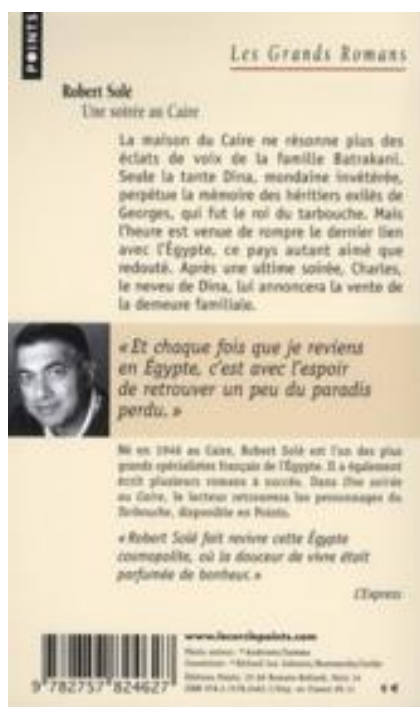 POINTS
Les Grands Romans
Robert Solé
Une soirée au Caire
La maison du Caire ne résonne plus des
éclats de voix de la famille Batrakani.
Seule la tante Dina, mondaine invétérée,
perpétue la mémoire des héritiers exilés de
Georges, qui fut le roi du tarbouche. Mais
l'heure est venue de rompre le dernier lien
avec l'Égypte, ce pays autant aimé que
redouté. Après une ultime soirée, Charles,
le neveu de Dina, lui annoncera la vente de
la demeure familiale.
« Et chaque fois que je reviens
en Égypte, c'est avec l'espoir
de retrouver un peu du paradis
perdu. »
Né en 1946 au Caire, Robert Solé est l'un des plus
grands spécialistes français de l'Égypte. Il a également
écrit plusieurs romans à succès. Dans Une soirée
au Caire, le lecteur retrouvera les personnages du
Tarbouche, disponible en Points.
« Robert Solé fait revivre cette Égypte
cosmopolite, où la douceur de vivre était
parfumée de bonheur. »
L'Express
www.lecerclepoints.com
9 782757 824627